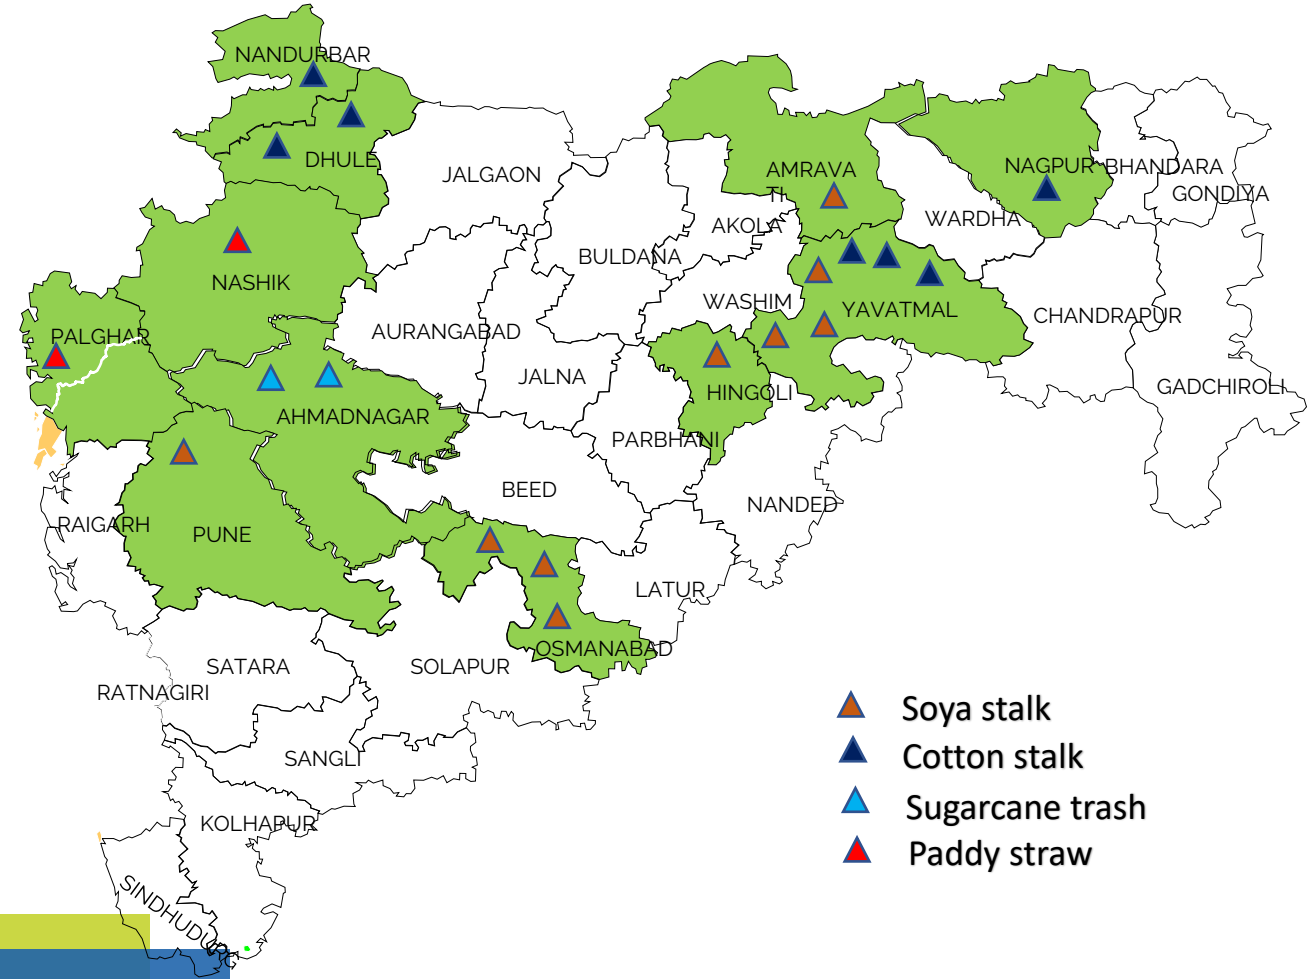 NANDURBAR
DHULE
JALGAON
AMRAVA
TI
NAGPUR
BHANDARA
GONDIYA
AKOLA
WARDHA
BULDANA
NASHIK
WASHIM
YAVATMAL
CHANDRAPUR
PALGHAR
AURANGABAD
JALNA
HINGOLI
GADCHIROLI
AHMADNAGAR
PARBHANI
BEED
NANDED
RAIGARH
PUNE
LATUR
OSMANABAD
SATARA
SOLAPUR
RATNAGIRI
SANGLI
KOLHAPUR
Soya stalk
Cotton stalk
Sugarcane trash
Paddy straw